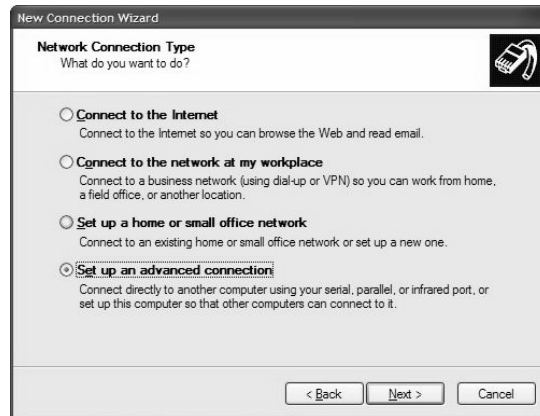 New Connection Wizard
Network Connection Type
What do you want to do?
Connect to the Internet
Connect to the Internet so you can browse the Web and read email.
Connect to the network at my workplace
Connect to a business network (using dial-up or VPN) so you can work from home,
a field office, or another location.
Set up a home or small office network
Connect to an existing home or small office network or set up a new one.
Set up an advanced connection
Connect directly to another computer using your serial, parallel, or infrared port, or
set up this computer so that other computers can connect to it.
< Back Next > Cancel